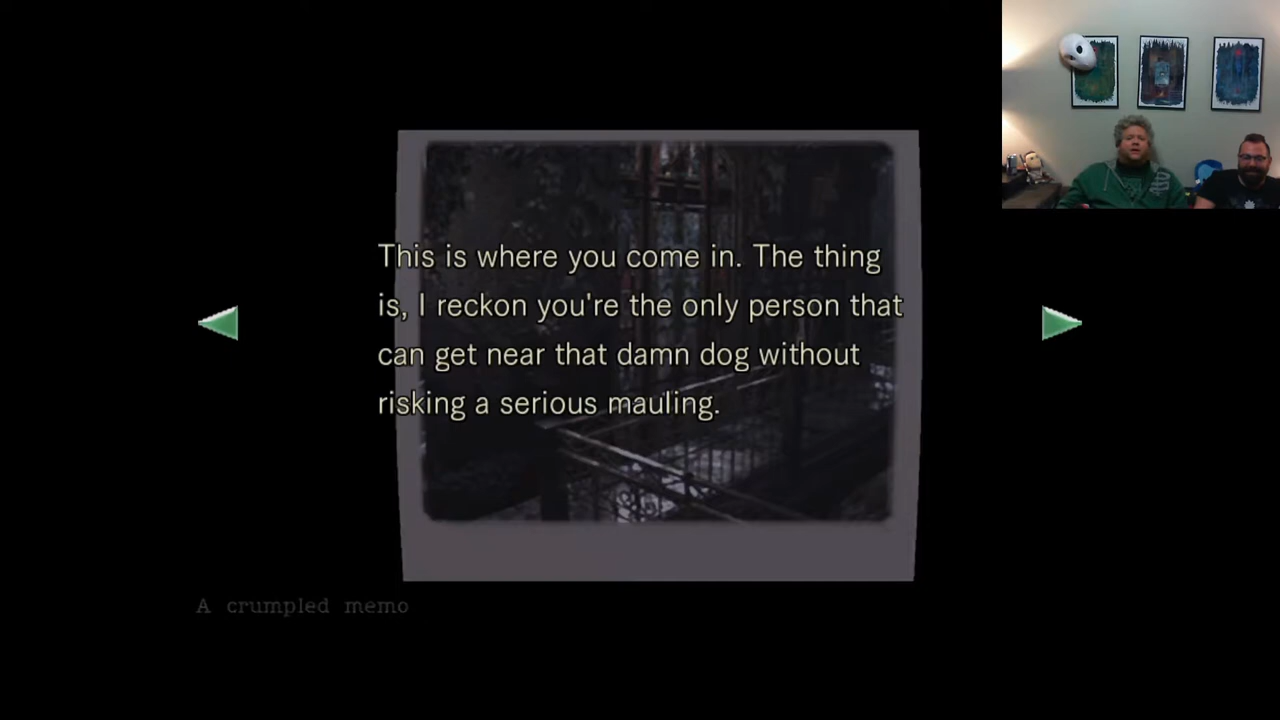 This is where you come in. The thing
is, I reckon you're the only person that
can get near that damn dog without
risking a serious mauling.
A crumpled memo